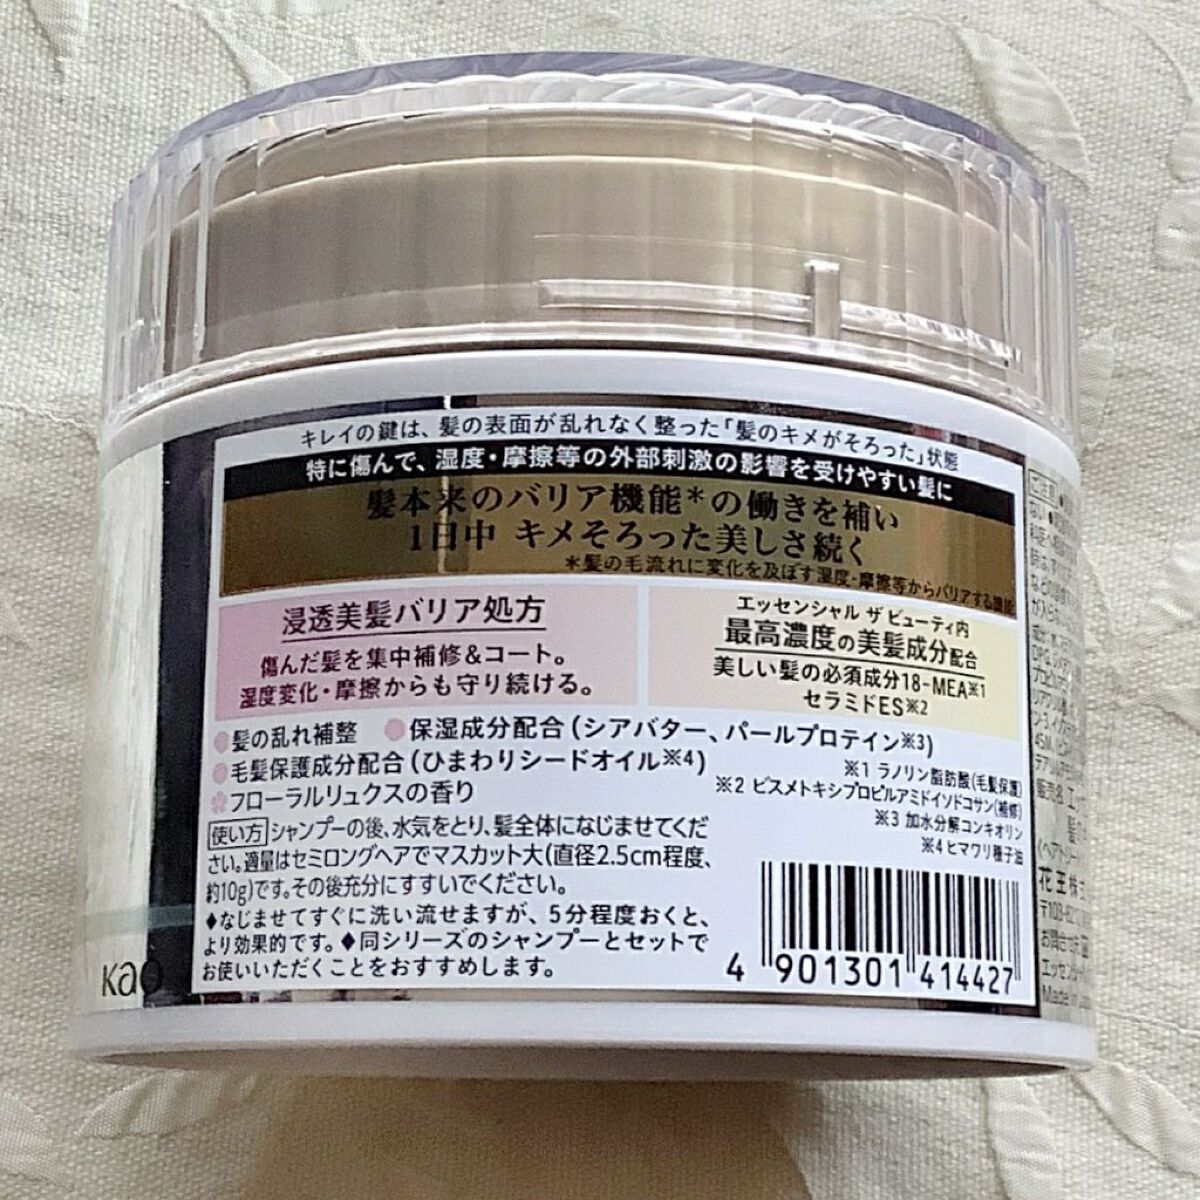 キレイの鍵は、髪の表面が乱れなく整った「髪のキメがそろった」状態
特に傷んで、湿度・摩擦等の外部刺激の影響を受けやすい髪に
髪本来のバリア機能*の働きを補い
1日中 キメそろった美しさ続く
*髪の毛流れに変化を及ぼす湿度・摩擦等からバリアする機能
浸透美髪バリア処方
傷んだ髪を集中補修&コート。
湿度変化・摩擦からも守り続ける。
エッセンシャル ザ ビューティ内
最高濃度の美髪成分配合
美しい髪の必須成分18-MEA※1
セラミドES※2
髪の乱れ補整 保湿成分配合(シアバター、パールプロテイン※3)
毛髪保護成分配合(ひまわりシードオイル※4)
フローラルリュクスの香り
※1 ラノリン脂肪酸(毛髪保護)
※2 ビスメトキシプロピルアミドイソドコサン(補修)
※3 加水分解コンキオリン
※4 ヒマワリ種子油
使い方 シャンプーの後、水気をとり、髪全体になじませてくだ
さい。適量はセミロングヘアでマスカット大(直径2.5cm程度、
約10g)です。その後充分にすすいでください。
♦なじませてすぐに洗い流せますが、5分程度おくと、
より効果的です。♦同シリーズのシャンプーとセットで
お使いいただくことをおすすめします。
4 901301 414427
Kao
ご注意
販売名
花王株式
お問合せ
Made in